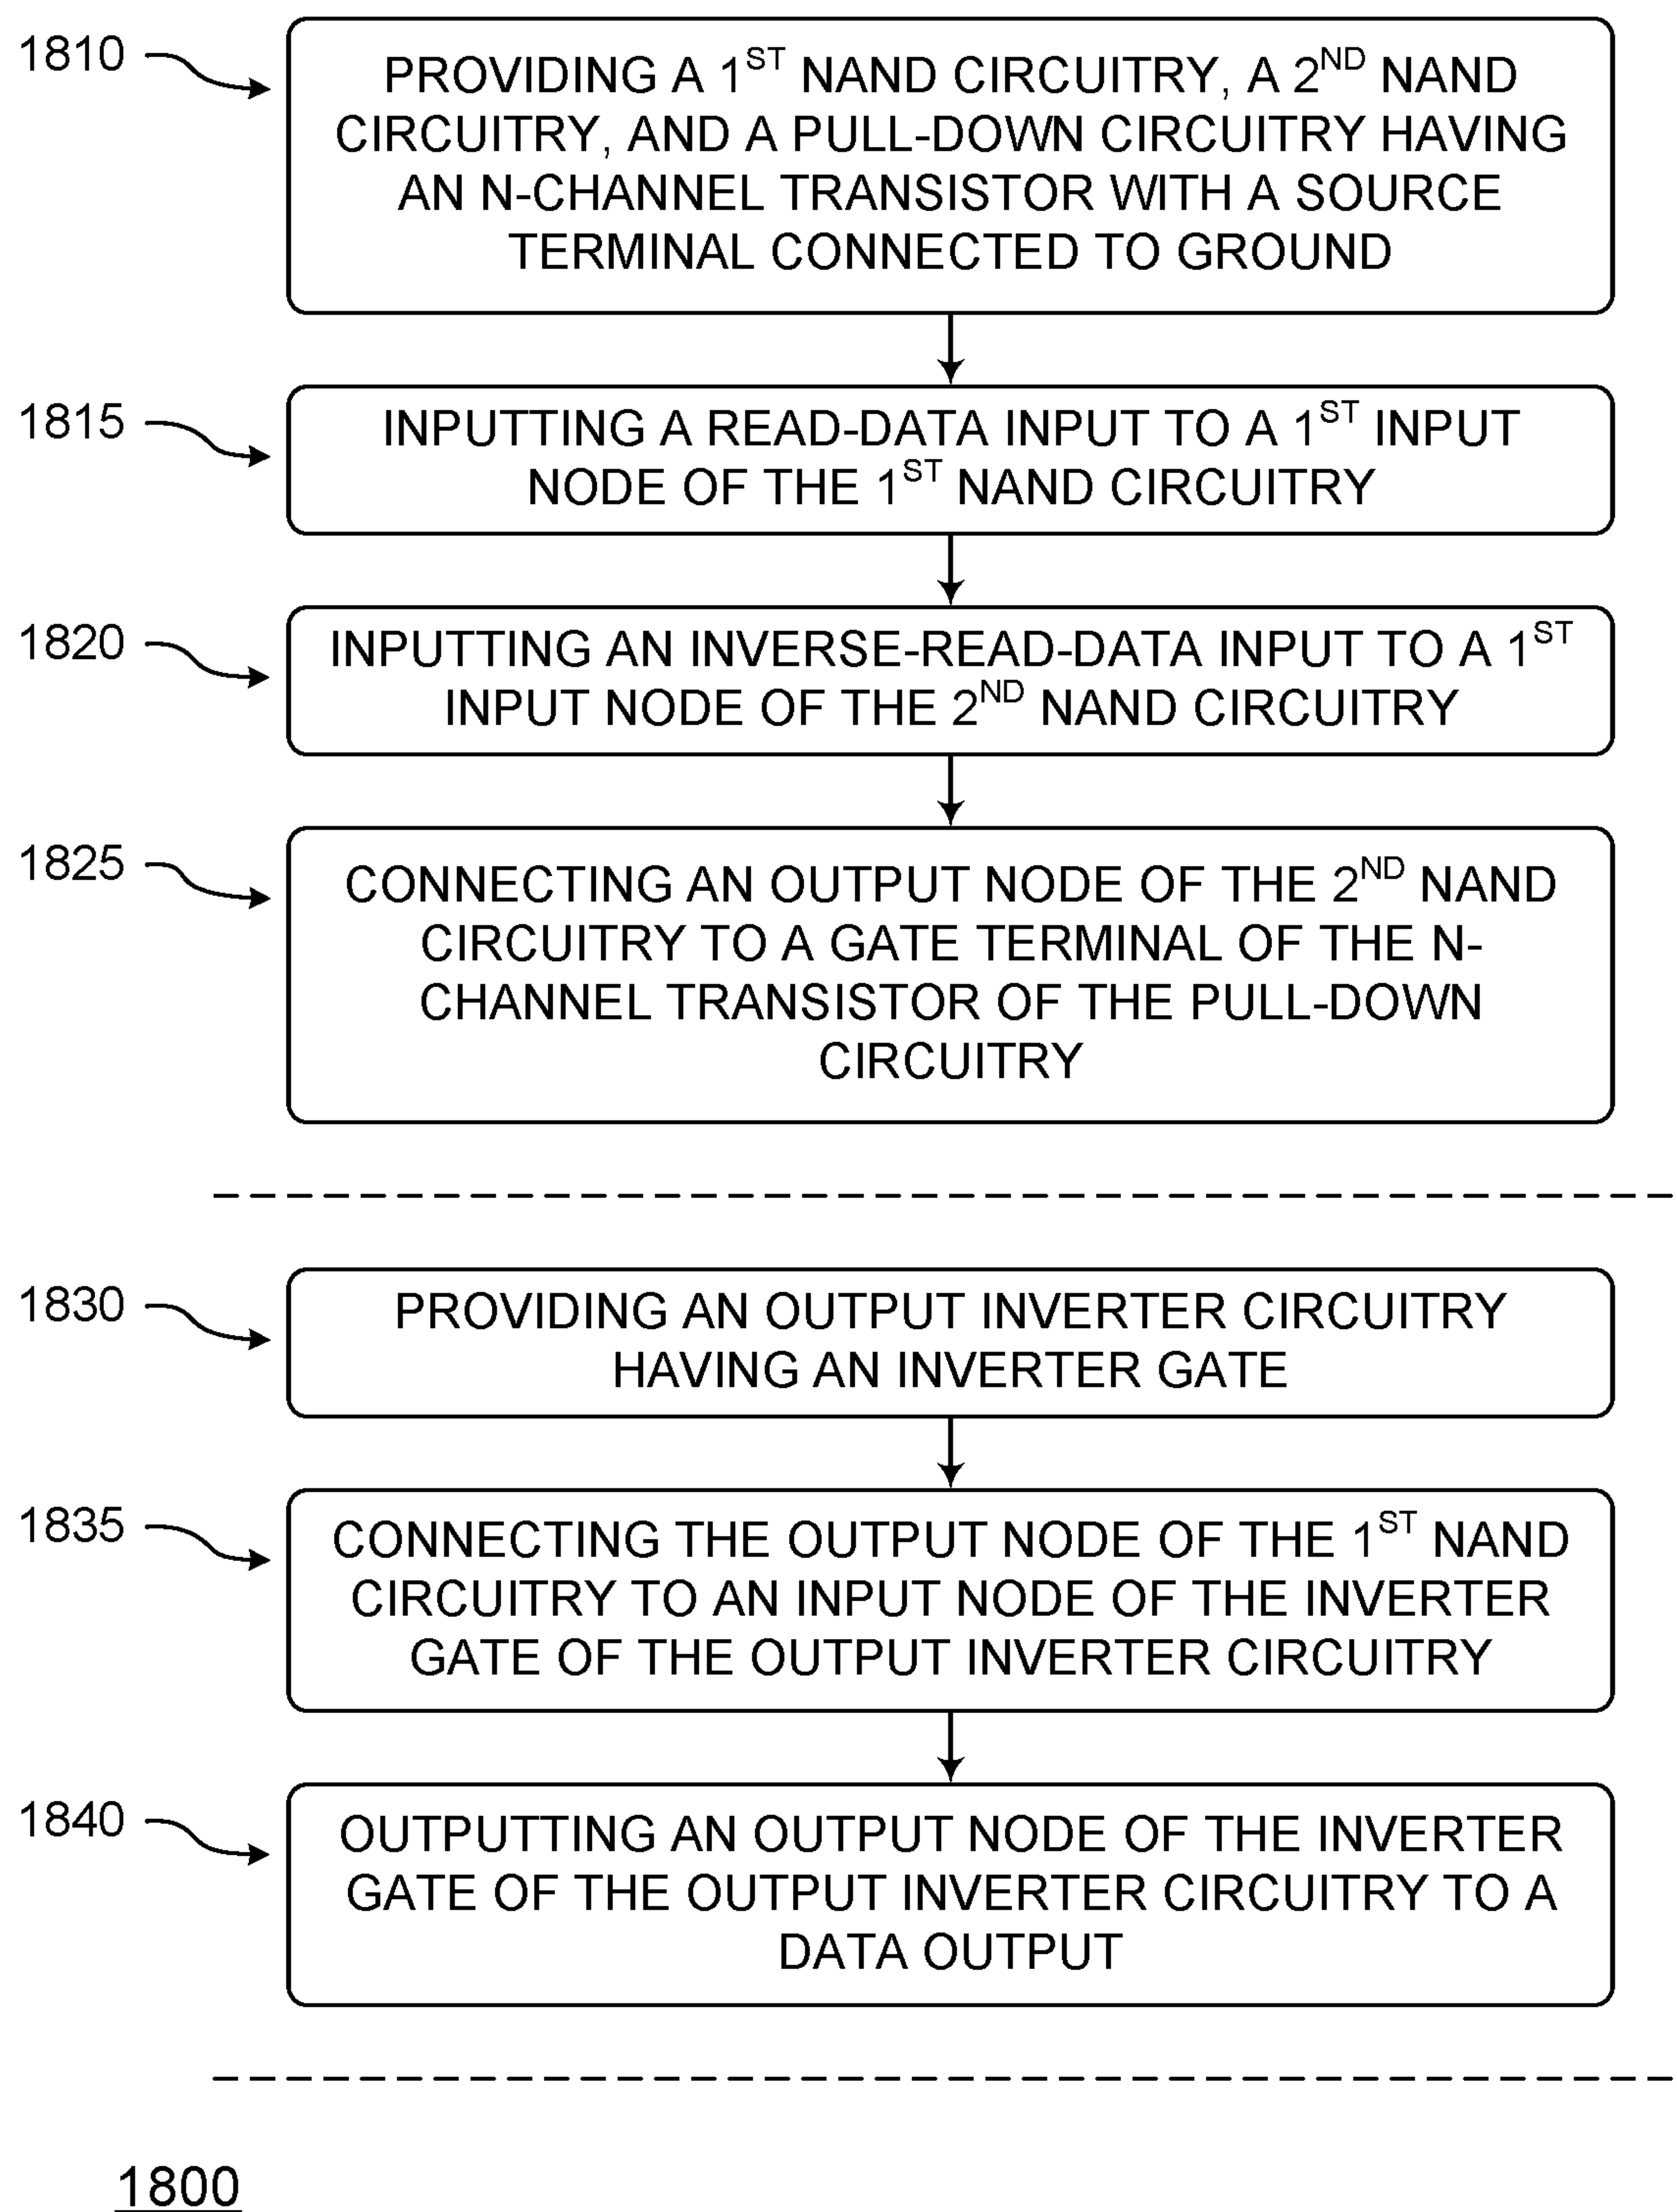 1810
PROVIDING A 1ST NAND CIRCUITRY, A 2ND NAND
CIRCUITRY, AND A PULL-DOWN CIRCUITRY HAVING
AN N-CHANNEL TRANSISTOR WITH A SOURCE
TERMINAL CONNECTED TO GROUND
1815
INPUTTING A READ-DATA INPUT TO A 1ST INPUT
NODE OF THE 1ST NAND CIRCUITRY
1820
INPUTTING AN INVERSE-READ-DATA INPUT TO A 1ST
INPUT NODE OF THE 2ND NAND CIRCUITRY
1825
CONNECTING AN OUTPUT NODE OF THE 2ND NAND
CIRCUITRY TO A GATE TERMINAL OF THE N-
CHANNEL TRANSISTOR OF THE PULL-DOWN
CIRCUITRY
1830
PROVIDING AN OUTPUT INVERTER CIRCUITRY
HAVING AN INVERTER GATE
1835
CONNECTING THE OUTPUT NODE OF THE 1ST NAND
CIRCUITRY TO AN INPUT NODE OF THE INVERTER
GATE OF THE OUTPUT INVERTER CIRCUITRY
1840
OUTPUTTING AN OUTPUT NODE OF THE INVERTER
GATE OF THE OUTPUT INVERTER CIRCUITRY TO A
DATA OUTPUT
1800